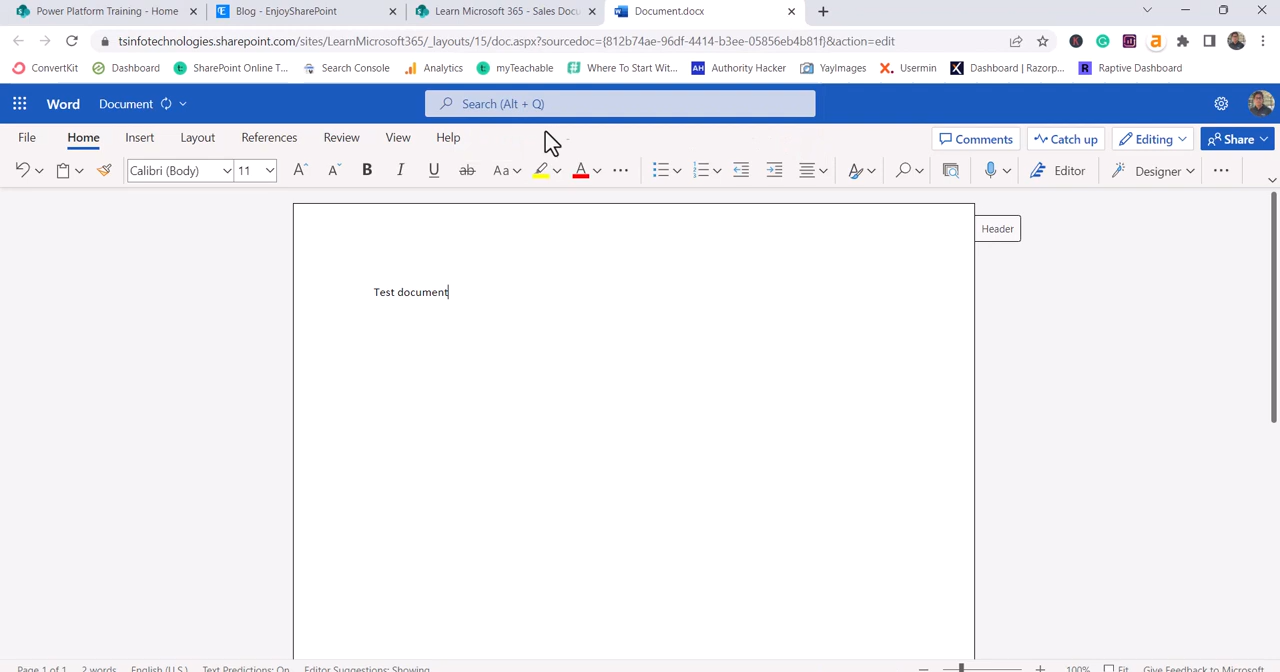 Power Platform Training - Home
Blog - EnjoySharePoint
Learn Microsoft 365 - Sales Docu
Document.docx
tsinfotechnologies.sharepoint.com/sites/LearnMicrosoft365/_layouts/15/doc.aspx?sourcedoc={812b74ae-96df-4414-b3ee-05856eb4b81f}&action=edit
ConvertKit Dashboard SharePoint Online T... Search Console Analytics myTeachable Where To Start Wit... AH Authority Hacker YayImages Usermin Dashboard | Razorp... R Raptive Dashboard
Word Document Search (Alt + Q)
File Home Insert Layout References Review View Help Comments Catch up Editing Share
Calibri (Body) 11 A A B I U ab Aa A Editor Designer
Header
Test document
Page 1 of 1 2 words English (U.S.) Text Predictions: On Editor Suggestions: Showing 100% Fit Give Feedback to Microsoft